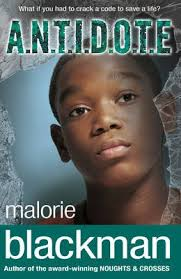 What if you had to crack a code to save a life?
A.N.T.I.D.O.T.E
malorie
blackman
Author of the award-winning NOUGHTS & CROSSES